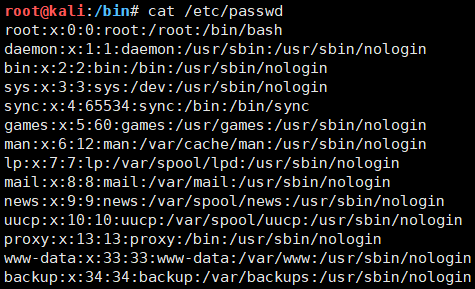 root@kali:/bin# cat /etc/passwd
root:x:0:0:root:/root:/bin/bash
daemon:x:1:1:daemon:/usr/sbin:/usr/sbin/nologin
bin:x:2:2:bin:/bin:/usr/sbin/nologin
sys:x:3:3:sys:/dev:/usr/sbin/nologin
sync:x:4:65534:sync:/bin:/bin/sync
games:x:5:60:games:/usr/games:/usr/sbin/nologin
man:x:6:12:man:/var/cache/man:/usr/sbin/nologin
lp:x:7:7:lp:/var/spool/lpd:/usr/sbin/nologin
mail:x:8:8:mail:/var/mail:/usr/sbin/nologin
news:x:9:9:news:/var/spool/news:/usr/sbin/nologin
uucp:x:10:10:uucp:/var/spool/uucp:/usr/sbin/nologin
proxy:x:13:13:proxy:/bin:/usr/sbin/nologin
www-data:x:33:33:www-data:/var/www:/usr/sbin/nologin
backup:x:34:34:backup:/var/backups:/usr/sbin/nologin